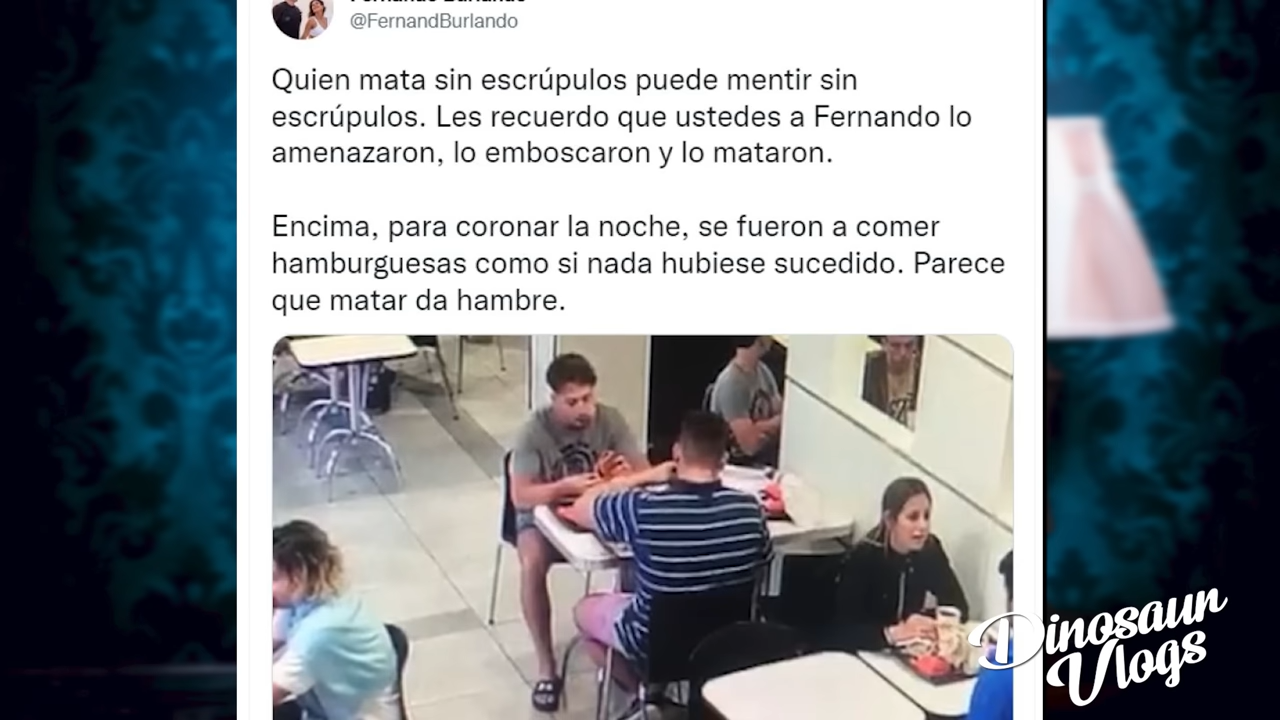 @FernandBurlando
Quien mata sin escrúpulos puede mentir sin
escrúpulos. Les recuerdo que ustedes a Fernando lo
amenazaron, lo emboscaron y lo mataron.
Encima, para coronar la noche, se fueron a comer
hamburguesas como si nada hubiese sucedido. Parece
que matar da hambre.
Dinosaur
Vlogs